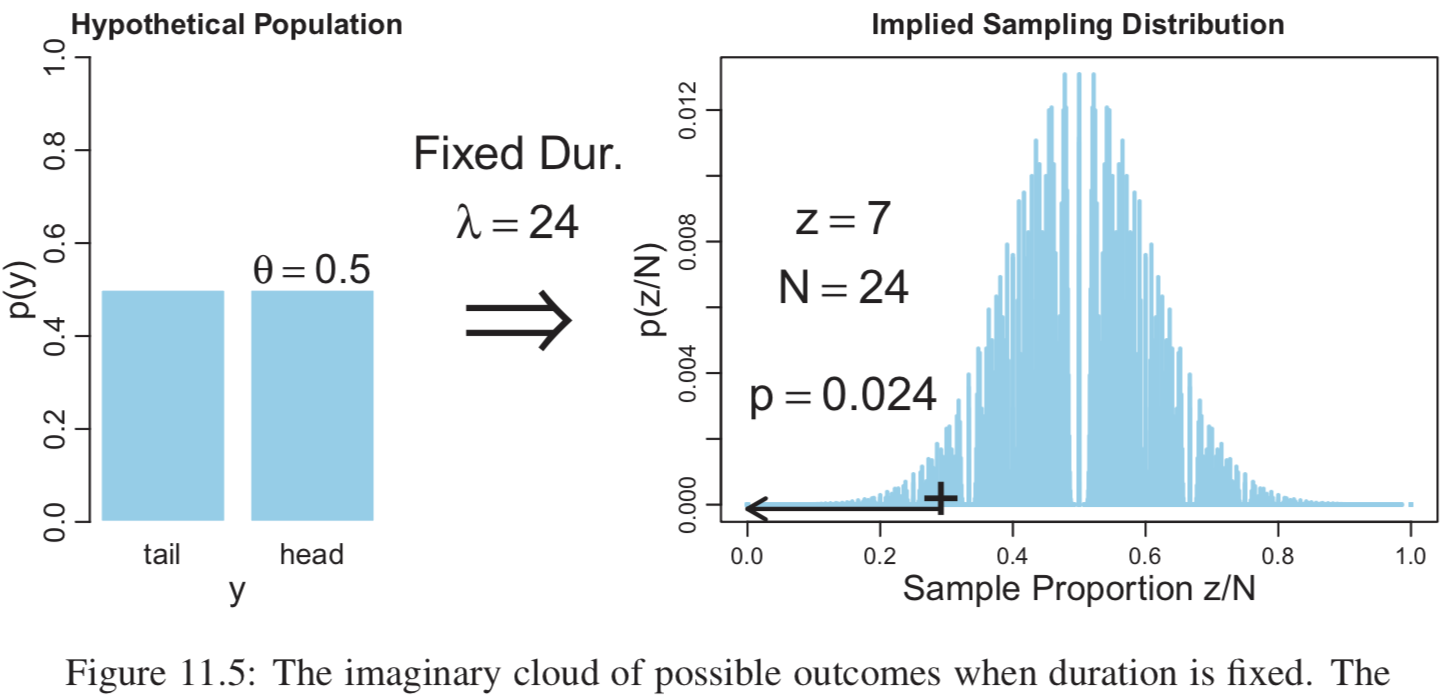 Hypothetical Population
1.0
0.8
0.6
0.4
0.2
0.0
p(y)
θ = 0.5
tail head
y
Fixed Dur.
λ = 24
⇒
Implied Sampling Distribution
0.012
0.008
0.004
0.000
p(z/N)
z = 7
N = 24
p = 0.024
0.0 0.2 0.4 0.6 0.8 1.0
Sample Proportion z/N
Figure 11.5: The imaginary cloud of possible outcomes when duration is fixed. The